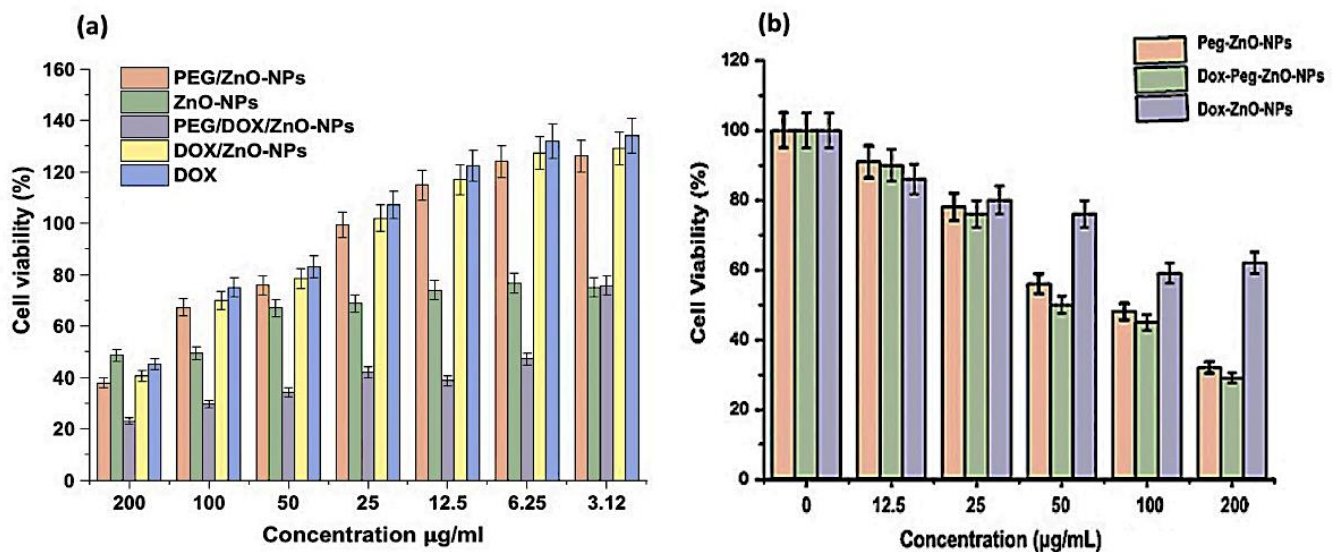 (a)
160
140
120
100
80
60
40
20
0
Cell viability (%)
PEG/ZnO-NPs
ZnO-NPs
PEG/DOX/ZnO-NPs
DOX/ZnO-NPs
DOX
200 100 50 25 12.5 6.25 3.12
Concentration µg/ml
(b)
120
100
80
60
40
20
0
Cell Viability (%)
Peg-ZnO-NPs
Dox-Peg-ZnO-NPs
Dox-ZnO-NPs
0 12.5 25 50 100 200
Concentration (µg/mL)